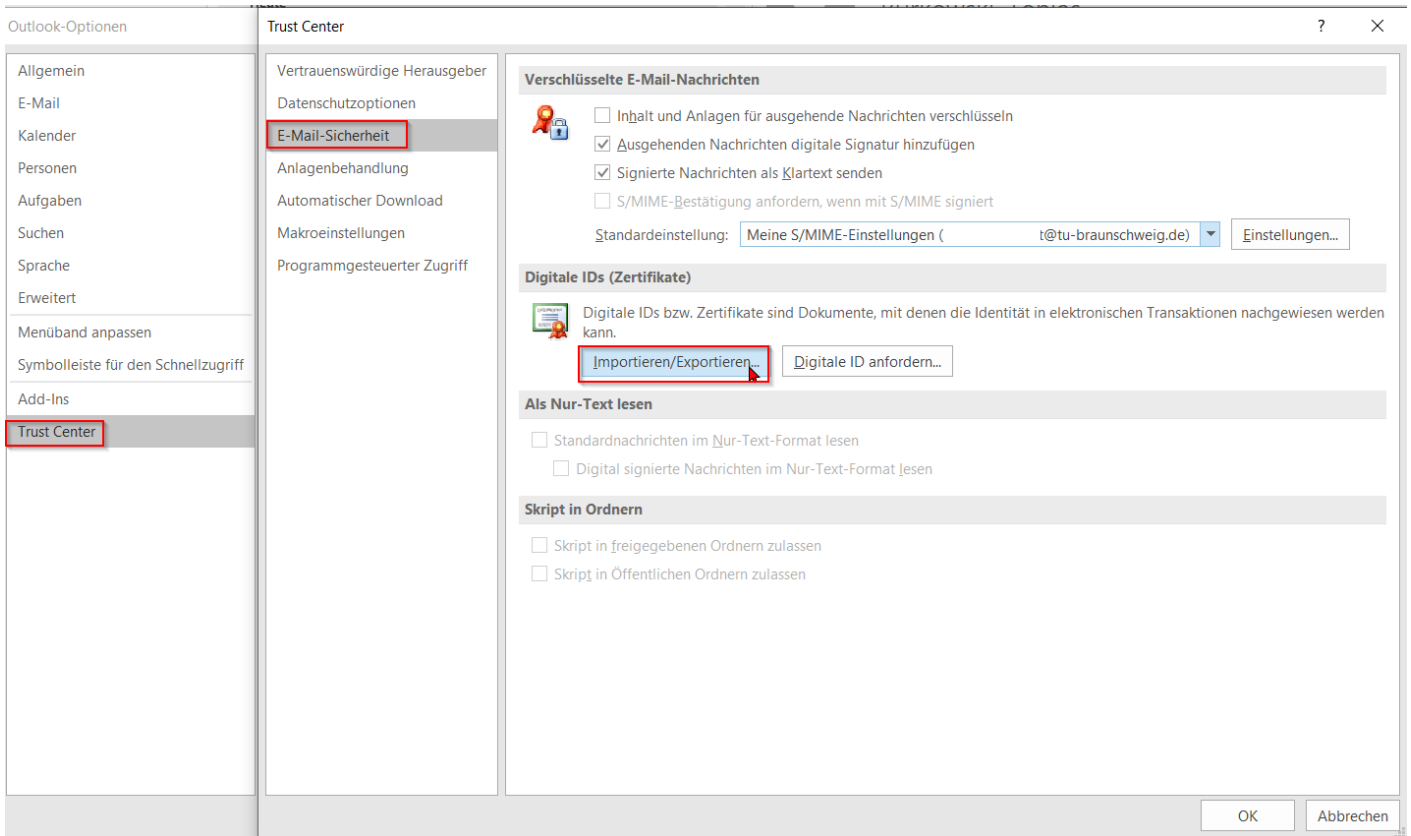 Outlook-Optionen
Allgemein
E-Mail
Kalender
Personen
Aufgaben
Suchen
Sprache
Erweitert
Menüband anpassen
Symbolleiste für den Schnellzugriff
Add-Ins
Trust Center
Trust Center
?
Vertrauenswürdige Herausgeber
Datenschutzoptionen
E-Mail-Sicherheit
Anlagenbehandlung
Automatischer Download
Makroeinstellungen
Programmgesteuerter Zugriff
Verschlüsselte E-Mail-Nachrichten
Inhalt und Anlagen für ausgehende Nachrichten verschlüsseln
Ausgehenden Nachrichten digitale Signatur hinzufügen
Signierte Nachrichten als Klartext senden
S/MIME-Bestätigung anfordern, wenn mit S/MIME signiert
Standardeinstellung: Meine S/MIME-Einstellungen ( t@tu-braunschweig.de) Einstellungen...
Digitale IDs (Zertifikate)
Digitale IDs bzw. Zertifikate sind Dokumente, mit denen die Identität in elektronischen Transaktionen nachgewiesen werden
kann.
Importieren/Exportieren... Digitale ID anfordern...
Als Nur-Text lesen
Standardnachrichten im Nur-Text-Format lesen
Digital signierte Nachrichten im Nur-Text-Format lesen
Skript in Ordnern
Skript in freigegebenen Ordnern zulassen
Skript in Öffentlichen Ordnern zulassen
OK Abbrechen